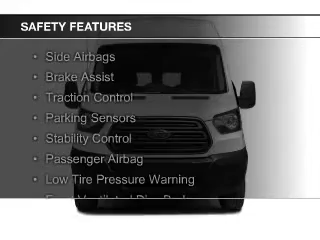 SAFETY FEATURES
• Side Airbags
• Brake Assist
• Traction Control
• Parking Sensors
• Stability Control
• Passenger Airbag
• Low Tire Pressure Warning